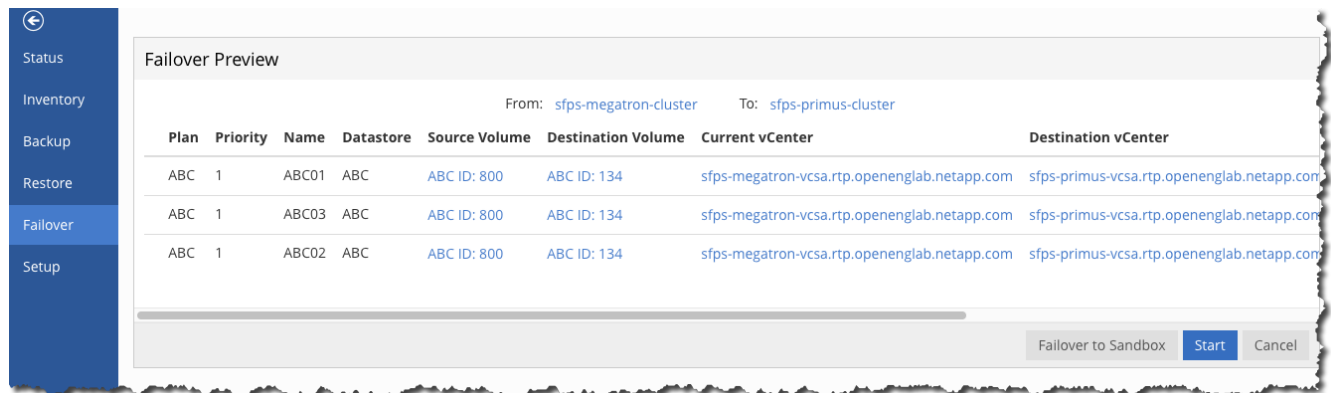 Status
Inventory
Backup
Restore
Failover
Setup
Failover Preview
From: sfps-megatron-cluster To: sfps-primus-cluster
Plan Priority Name Datastore Source Volume Destination Volume Current vCenter Destination vCenter
ABC 1 ABC01 ABC ABC ID: 800 ABC ID: 134 sfps-megatron-vcsa.rtp.openenglab.netapp.com sfps-primus-vcsa.rtp.openenglab.netapp.com
ABC 1 ABC03 ABC ABC ID: 800 ABC ID: 134 sfps-megatron-vcsa.rtp.openenglab.netapp.com sfps-primus-vcsa.rtp.openenglab.netapp.com
ABC 1 ABC02 ABC ABC ID: 800 ABC ID: 134 sfps-megatron-vcsa.rtp.openenglab.netapp.com sfps-primus-vcsa.rtp.openenglab.netapp.com
Failover to Sandbox Start Cancel